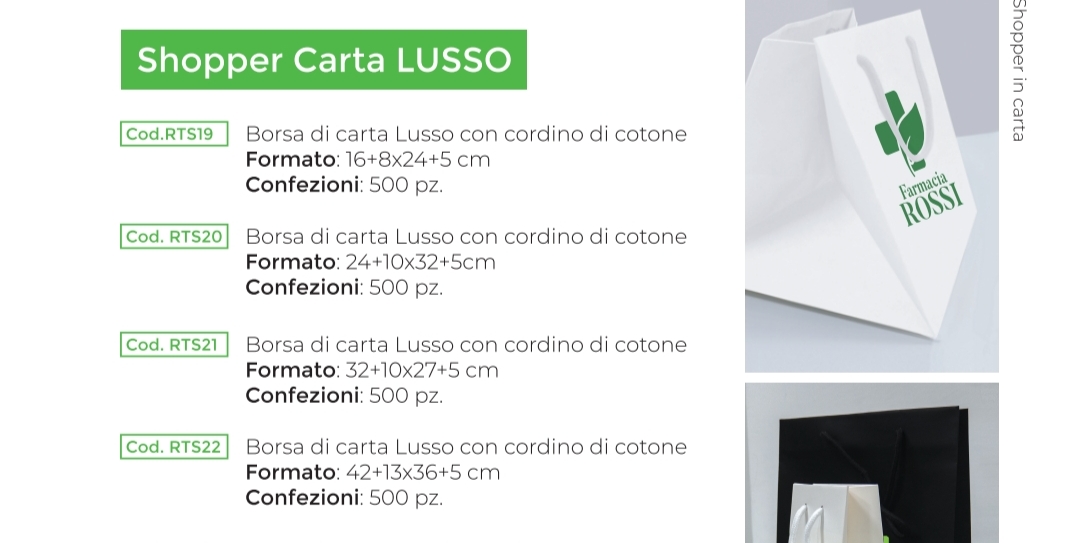 Shopper Carta LUSSO
Cod.RTS19
Borsa di carta Lusso con cordino di cotone
Formato: 16+8x24+5 cm
Confezioni: 500 pz.
Cod. RTS20
Borsa di carta Lusso con cordino di cotone
Formato: 24+10x32+5cm
Confezioni: 500 pz.
Cod. RTS21
Borsa di carta Lusso con cordino di cotone
Formato: 32+10x27+5 cm
Confezioni: 500 pz.
Cod. RTS22
Borsa di carta Lusso con cordino di cotone
Formato: 42+13x36+5 cm
Confezioni: 500 pz.
Farmacia
ROSSI
Shopper in carta